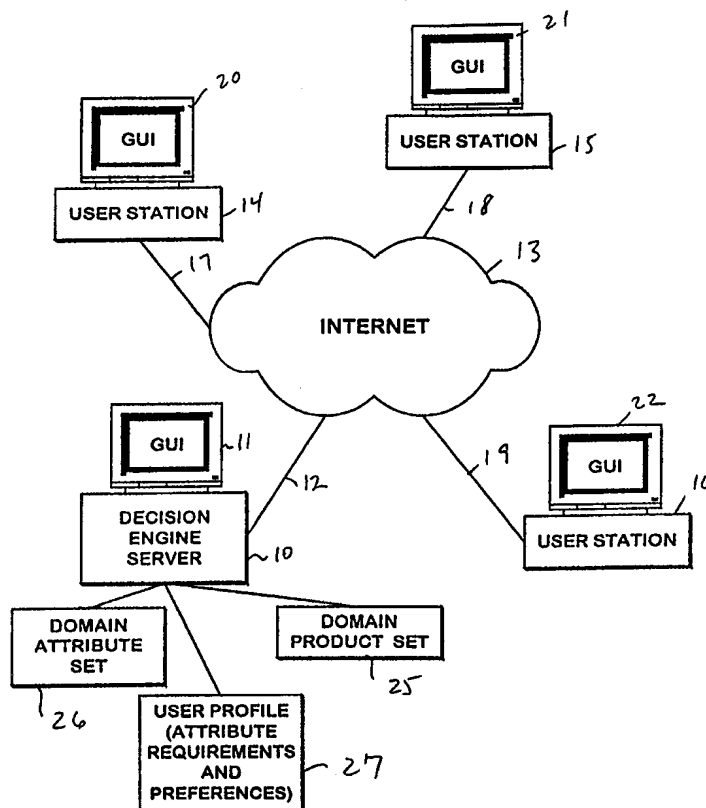 21
GUI
USER STATION
15
20
GUI
USER STATION
14
18
17
13
INTERNET
22
GUI
11
12
19
GUI
DECISION
ENGINE
SERVER
10
USER STATION
DOMAIN
ATTRIBUTE
SET
26
DOMAIN
PRODUCT SET
25
USER PROFILE
(ATTRIBUTE
REQUIREMENTS
AND
PREFERENCES)
27